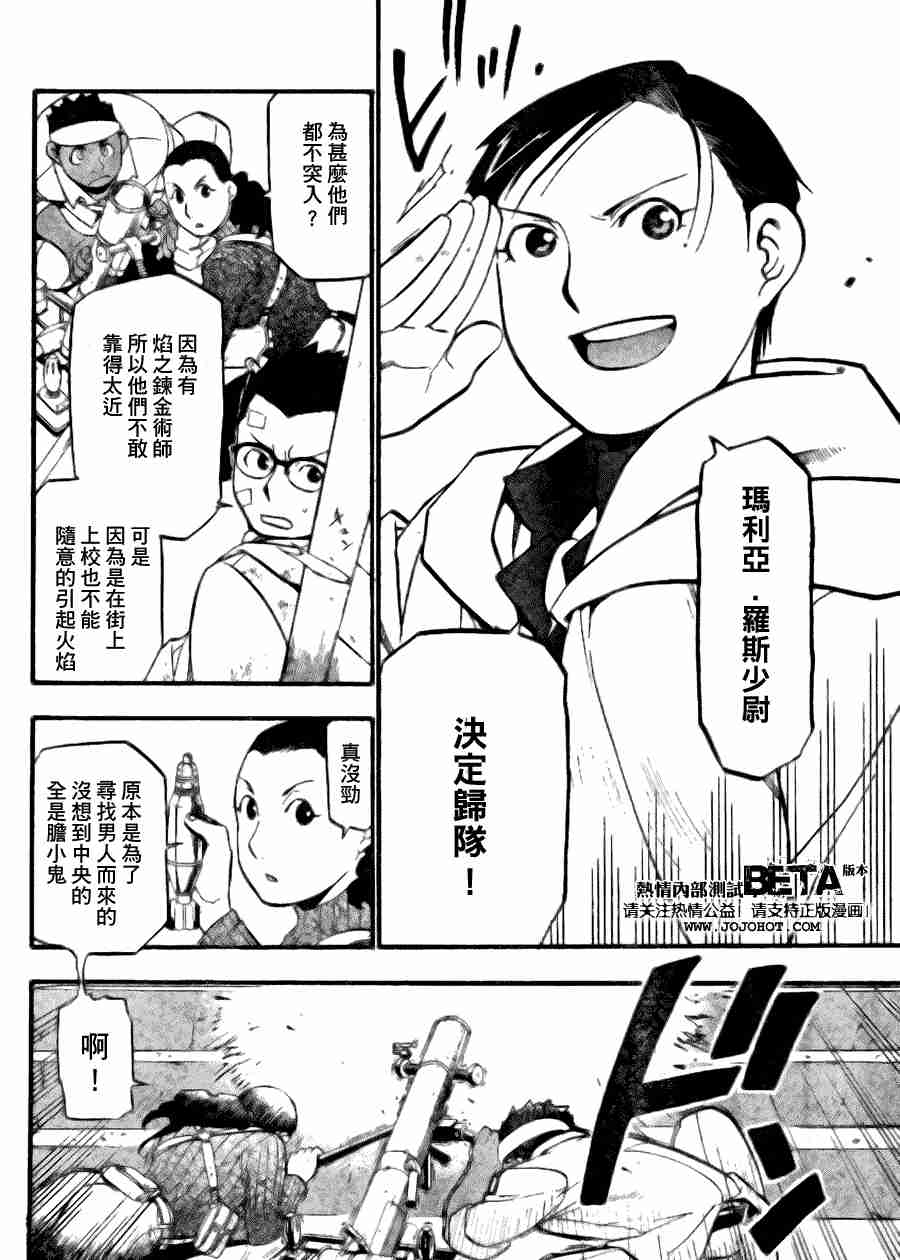 瑪利亞．羅斯少尉
決定歸隊！
為甚麼他們
都不突入？
因為有
焰之鍊金術師
所以他們不敢
靠得太近
可是
因為是在街上
上校也不能
隨意的引起火焰
真沒勁
原本是為了
尋找男人而來的
沒想到中央的
全是膽小鬼
啊！
ドドッ
熱情內部測試BETA版本
请关注热情公益| 请支持正版漫画|
WWW.JOJOHOT.COM